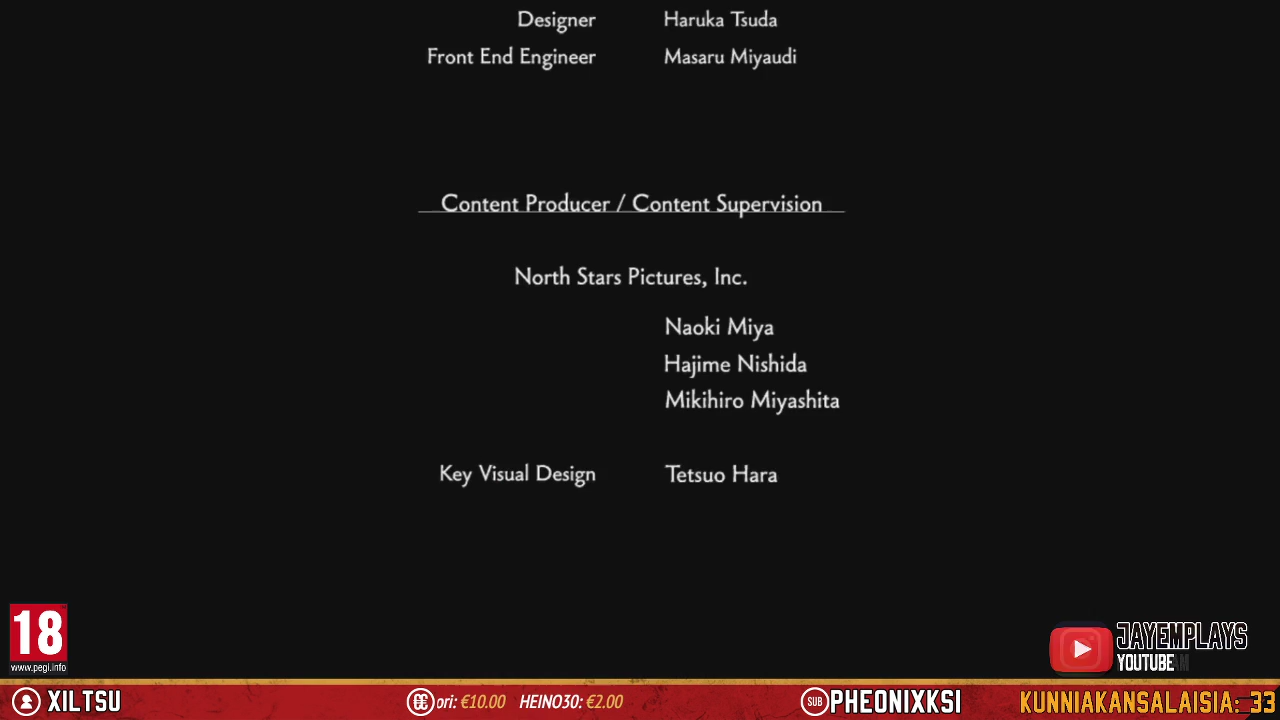 Designer Haruka Tsuda
Front End Engineer Masaru Miyaudi
Content Producer / Content Supervision
North Stars Pictures, Inc.
Naoki Miya
Hajime Nishida
Mikihiro Miyashita
Key Visual Design Tetsuo Hara
18
www.pegi.info
JAYEMPLAYS
YOUTUBE
XILTSU
ori: €10.00 HEINO30: €2.00
SUB PHEONIXKSI
KUNNIAKANSALAISIA: 33